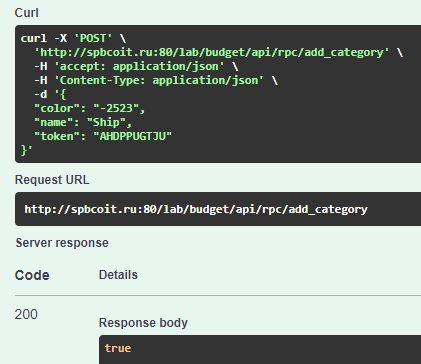 Curl
curl -X 'POST' \
'http://spbcoit.ru:80/lab/budget/api/rpc/add_category' \
-H 'accept: application/json' \
-H 'Content-Type: application/json' \
-d '{
"color": "-2523",
"name": "Ship",
"token": "AHDPPUGTJU"
}'
Request URL
http://spbcoit.ru:80/lab/budget/api/rpc/add_category
Server response
Code Details
200
Response body
true